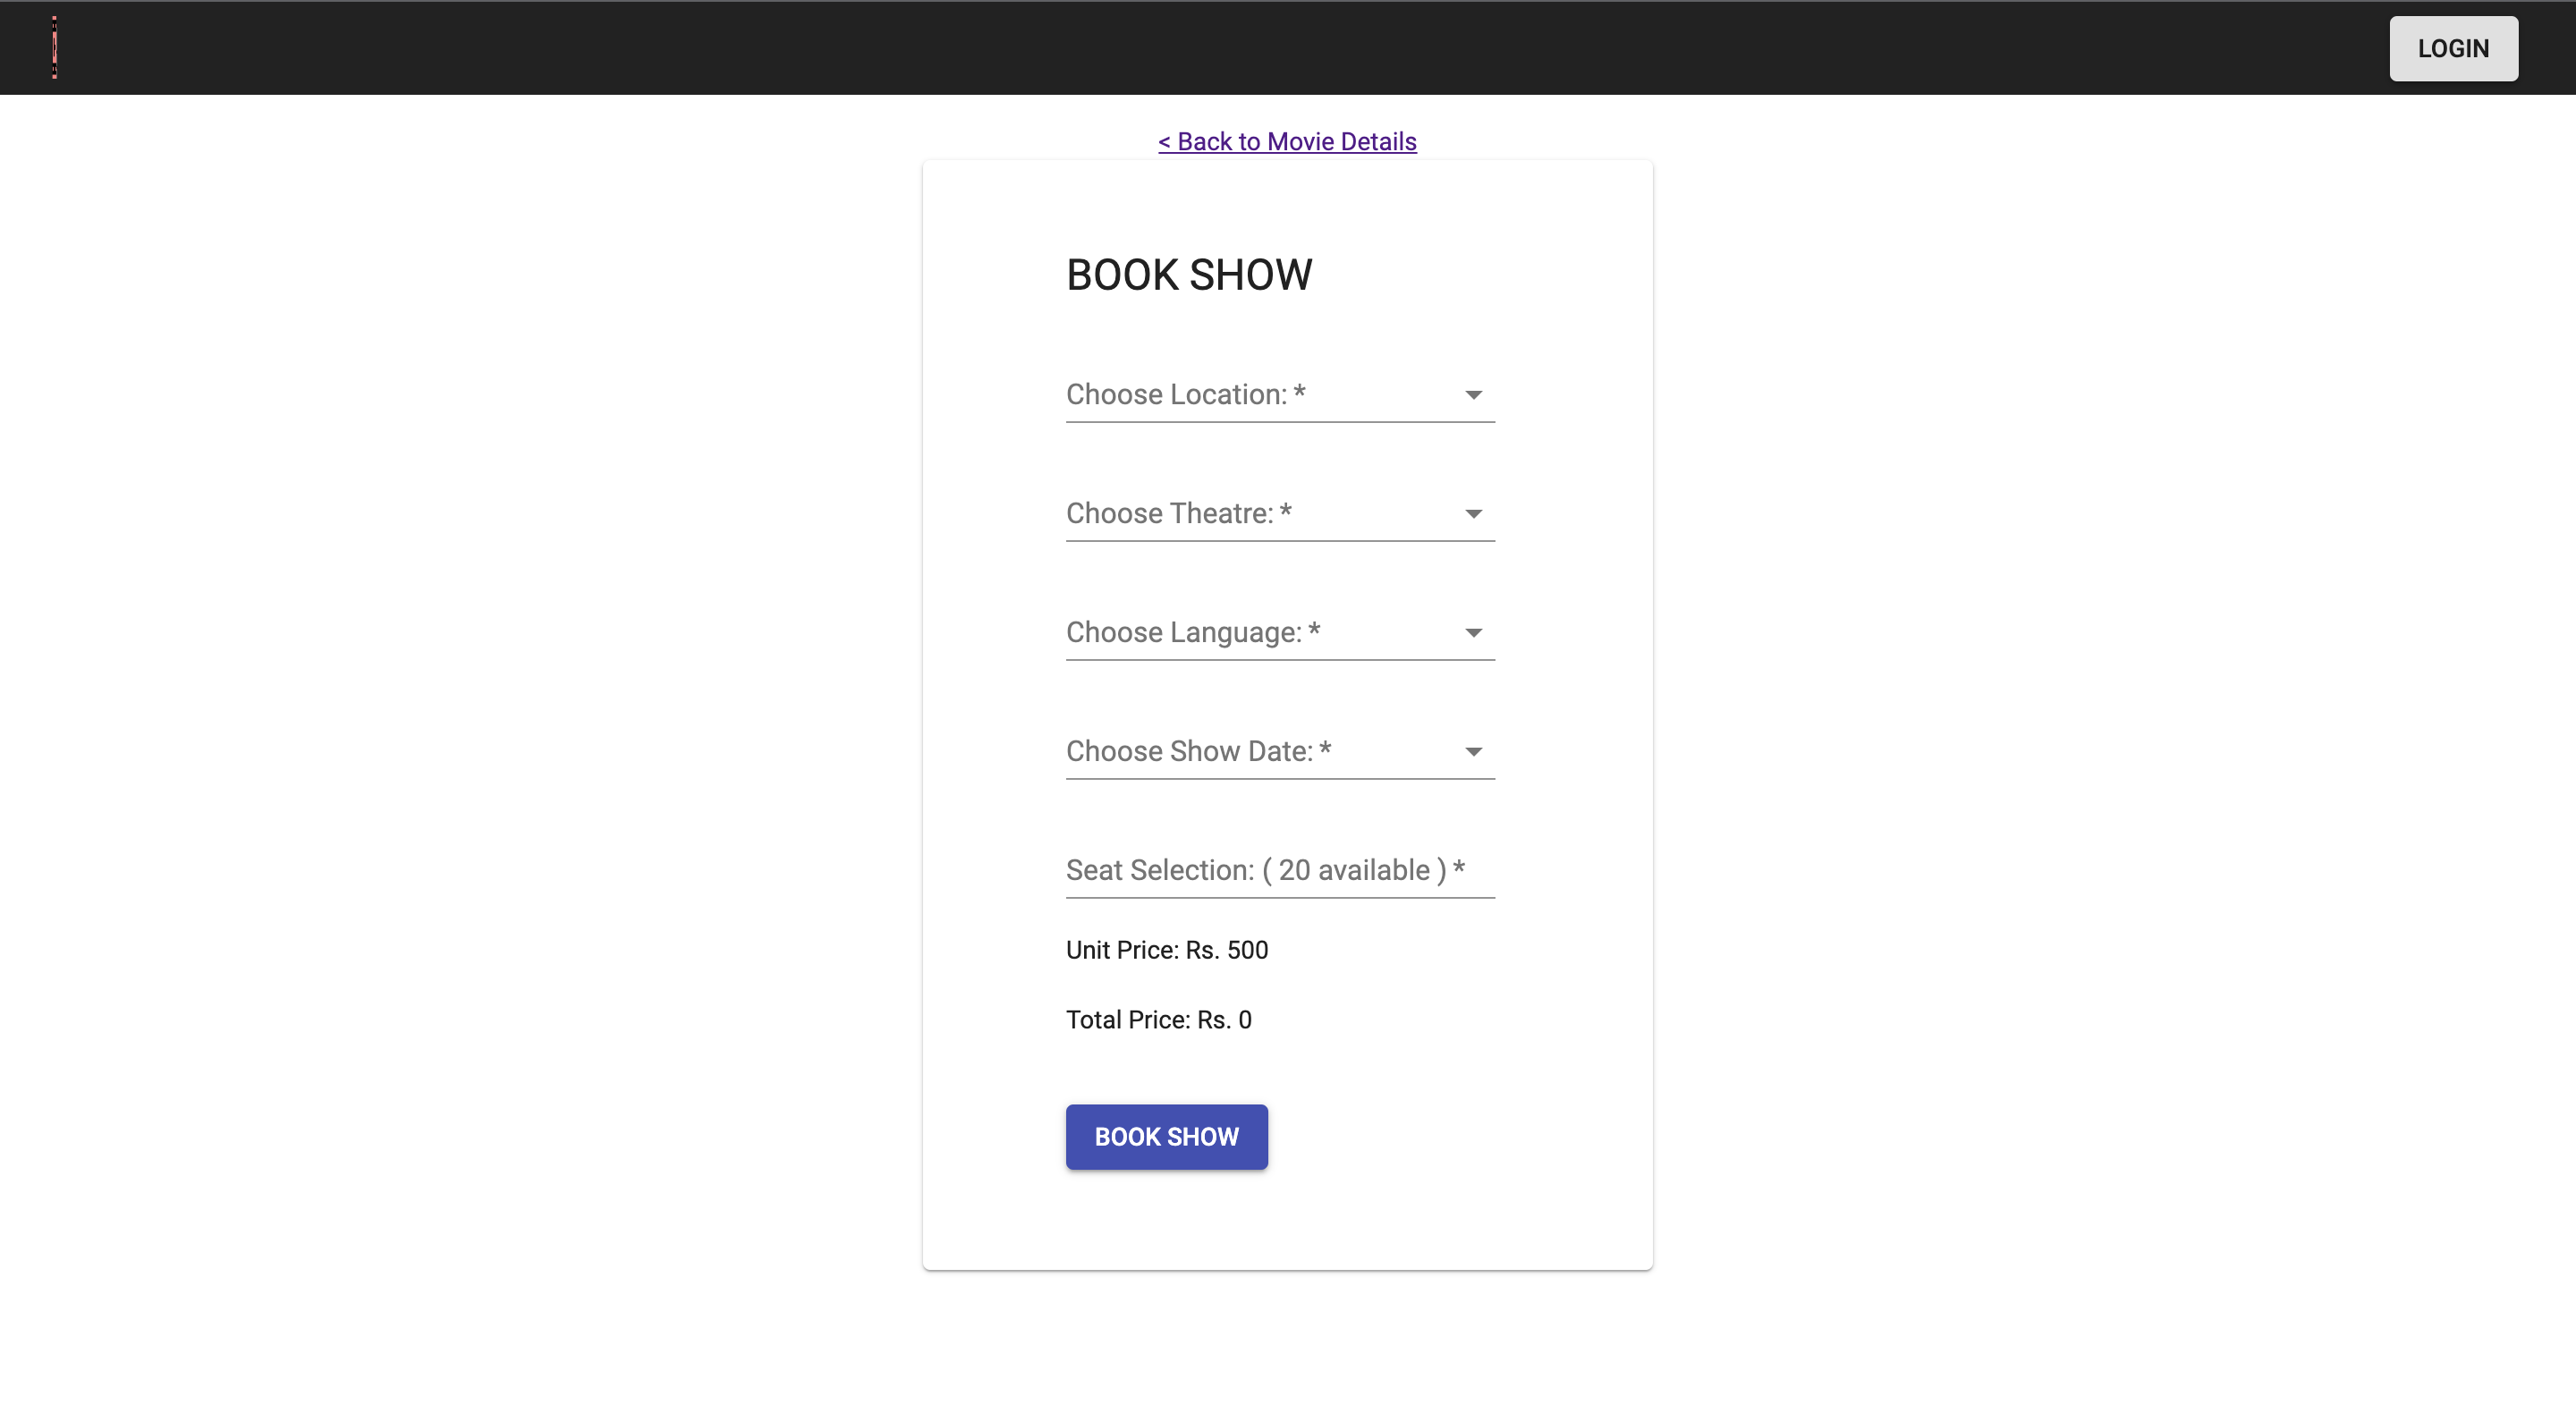 LOGIN
< Back to Movie Details
BOOK SHOW
Choose Location: *
Choose Theatre: *
Choose Language: *
Choose Show Date: *
Seat Selection: ( 20 available ) *
Unit Price: Rs. 500
Total Price: Rs. 0
BOOK SHOW